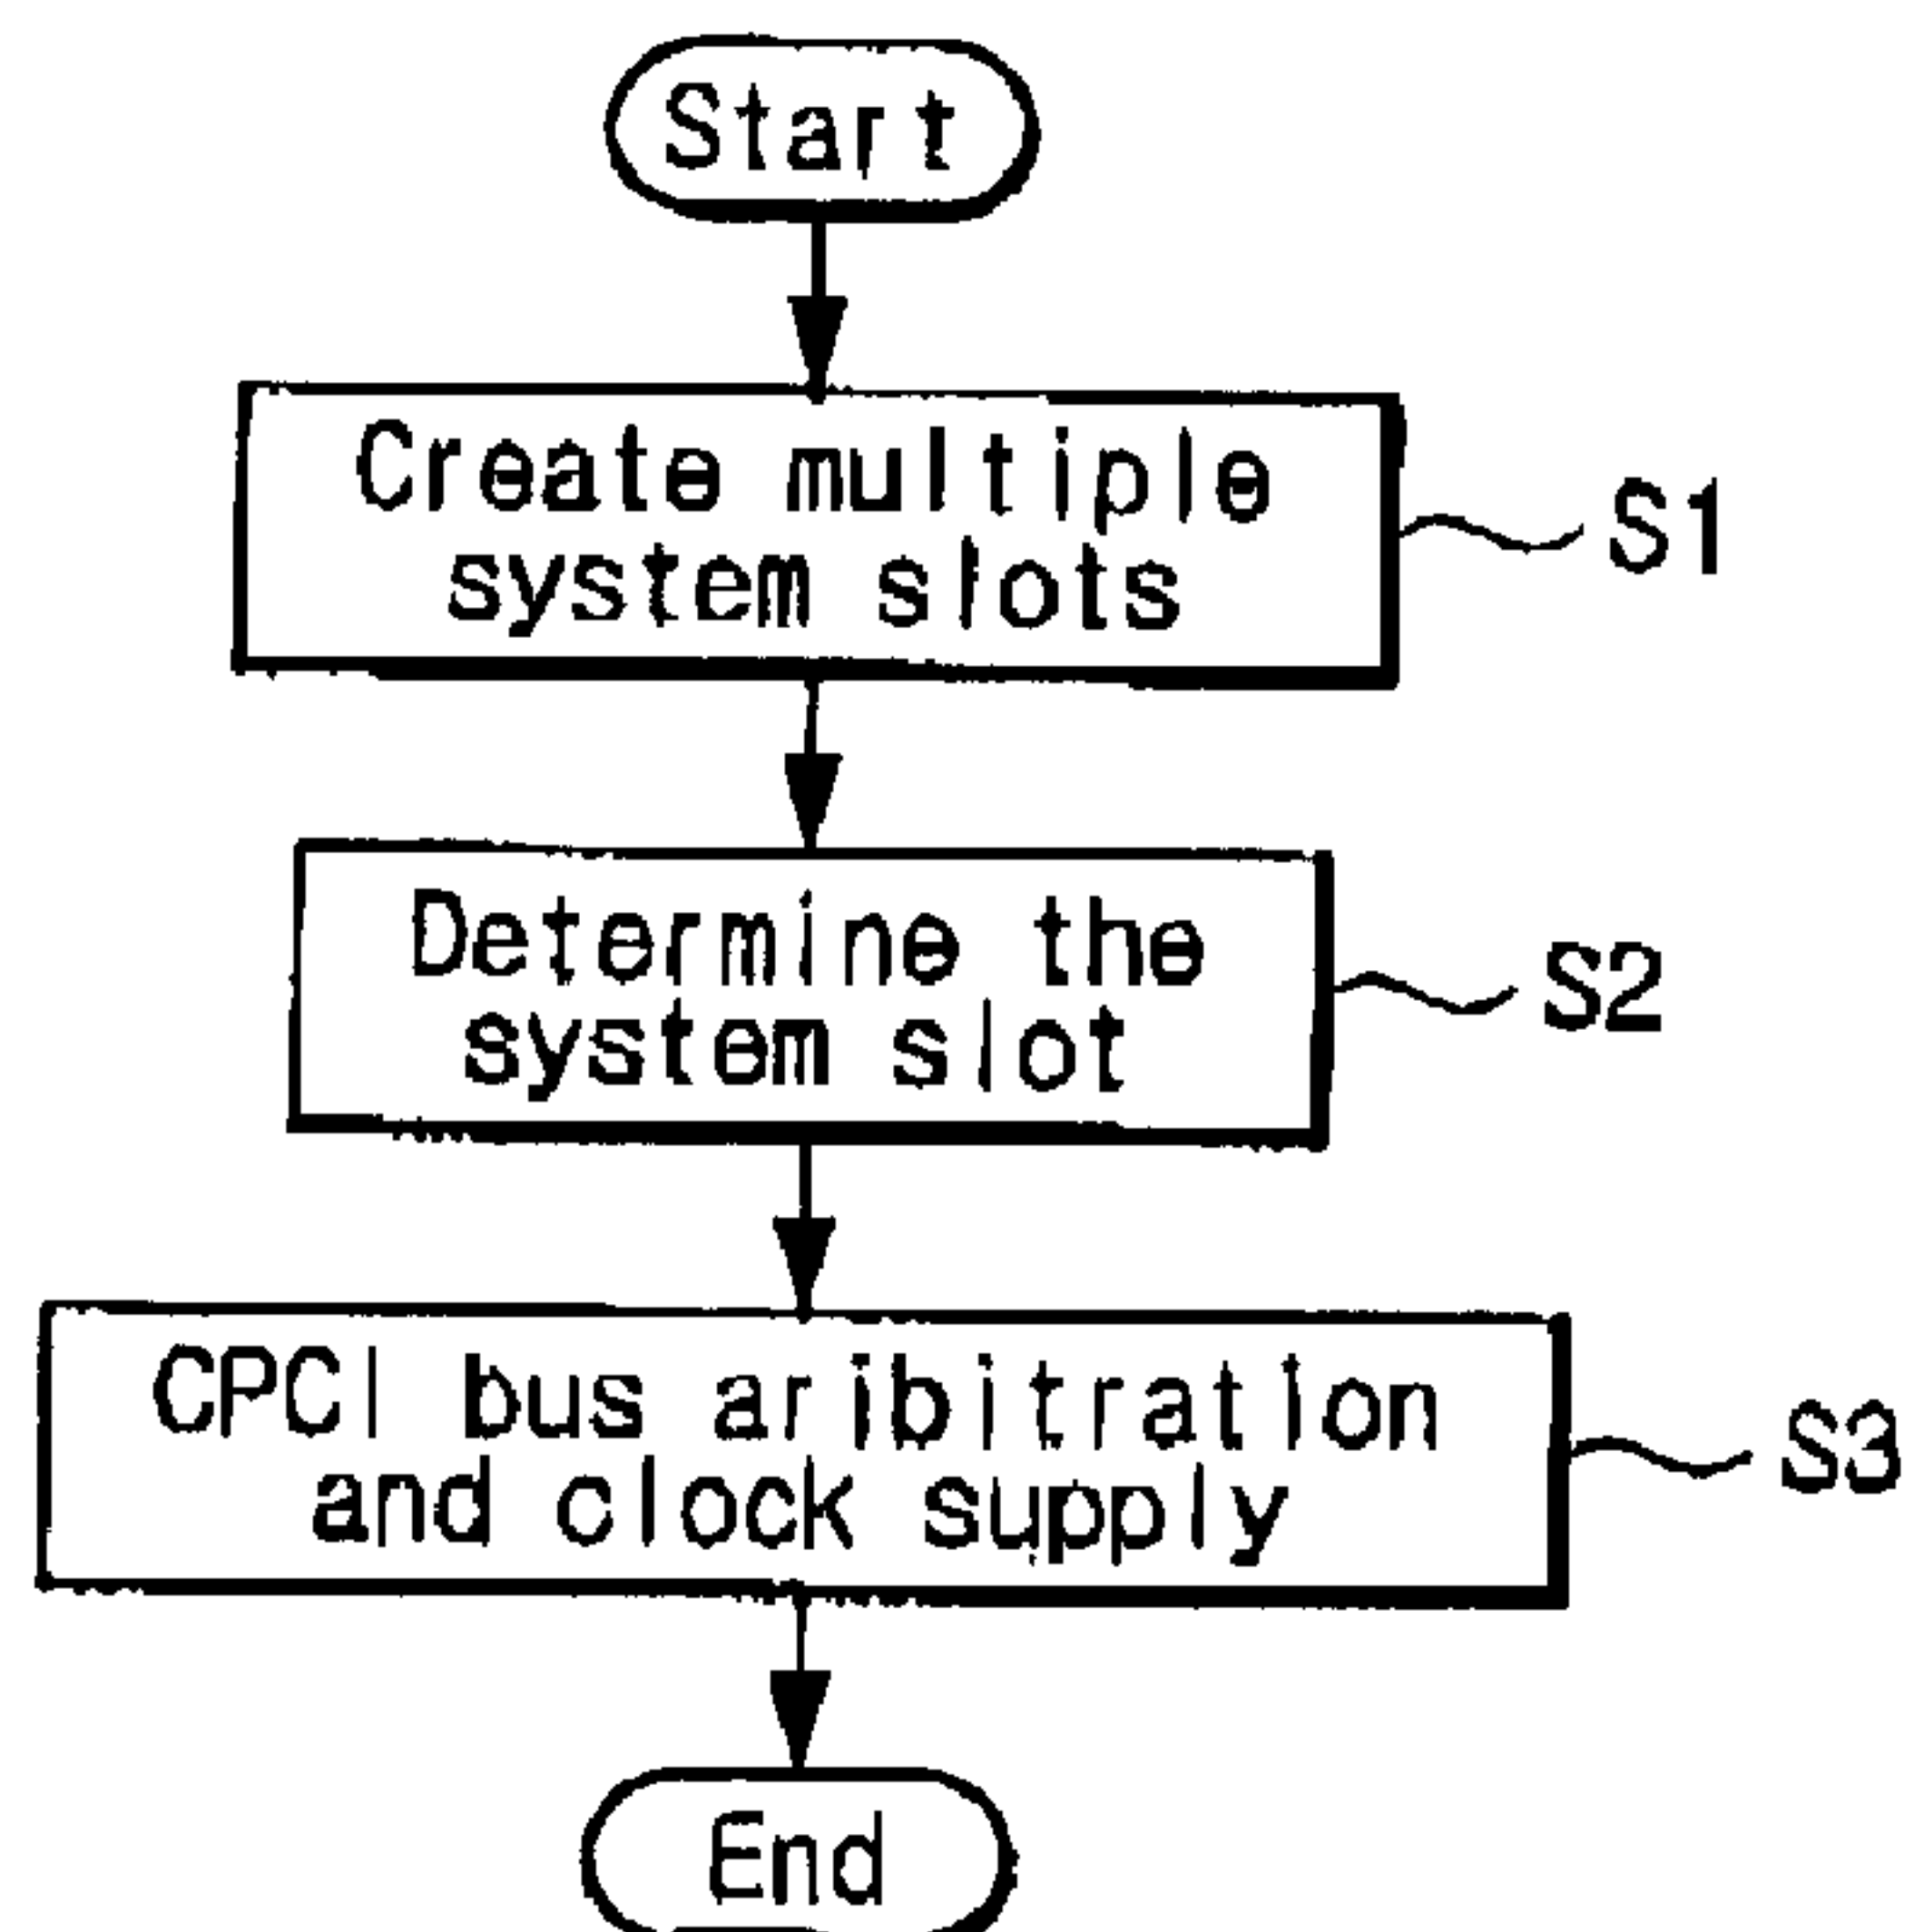 Start
Create multiple
system slots
S1
Determine the
system slot
S2
CPCI bus aribitration
and clock supply
S3
End